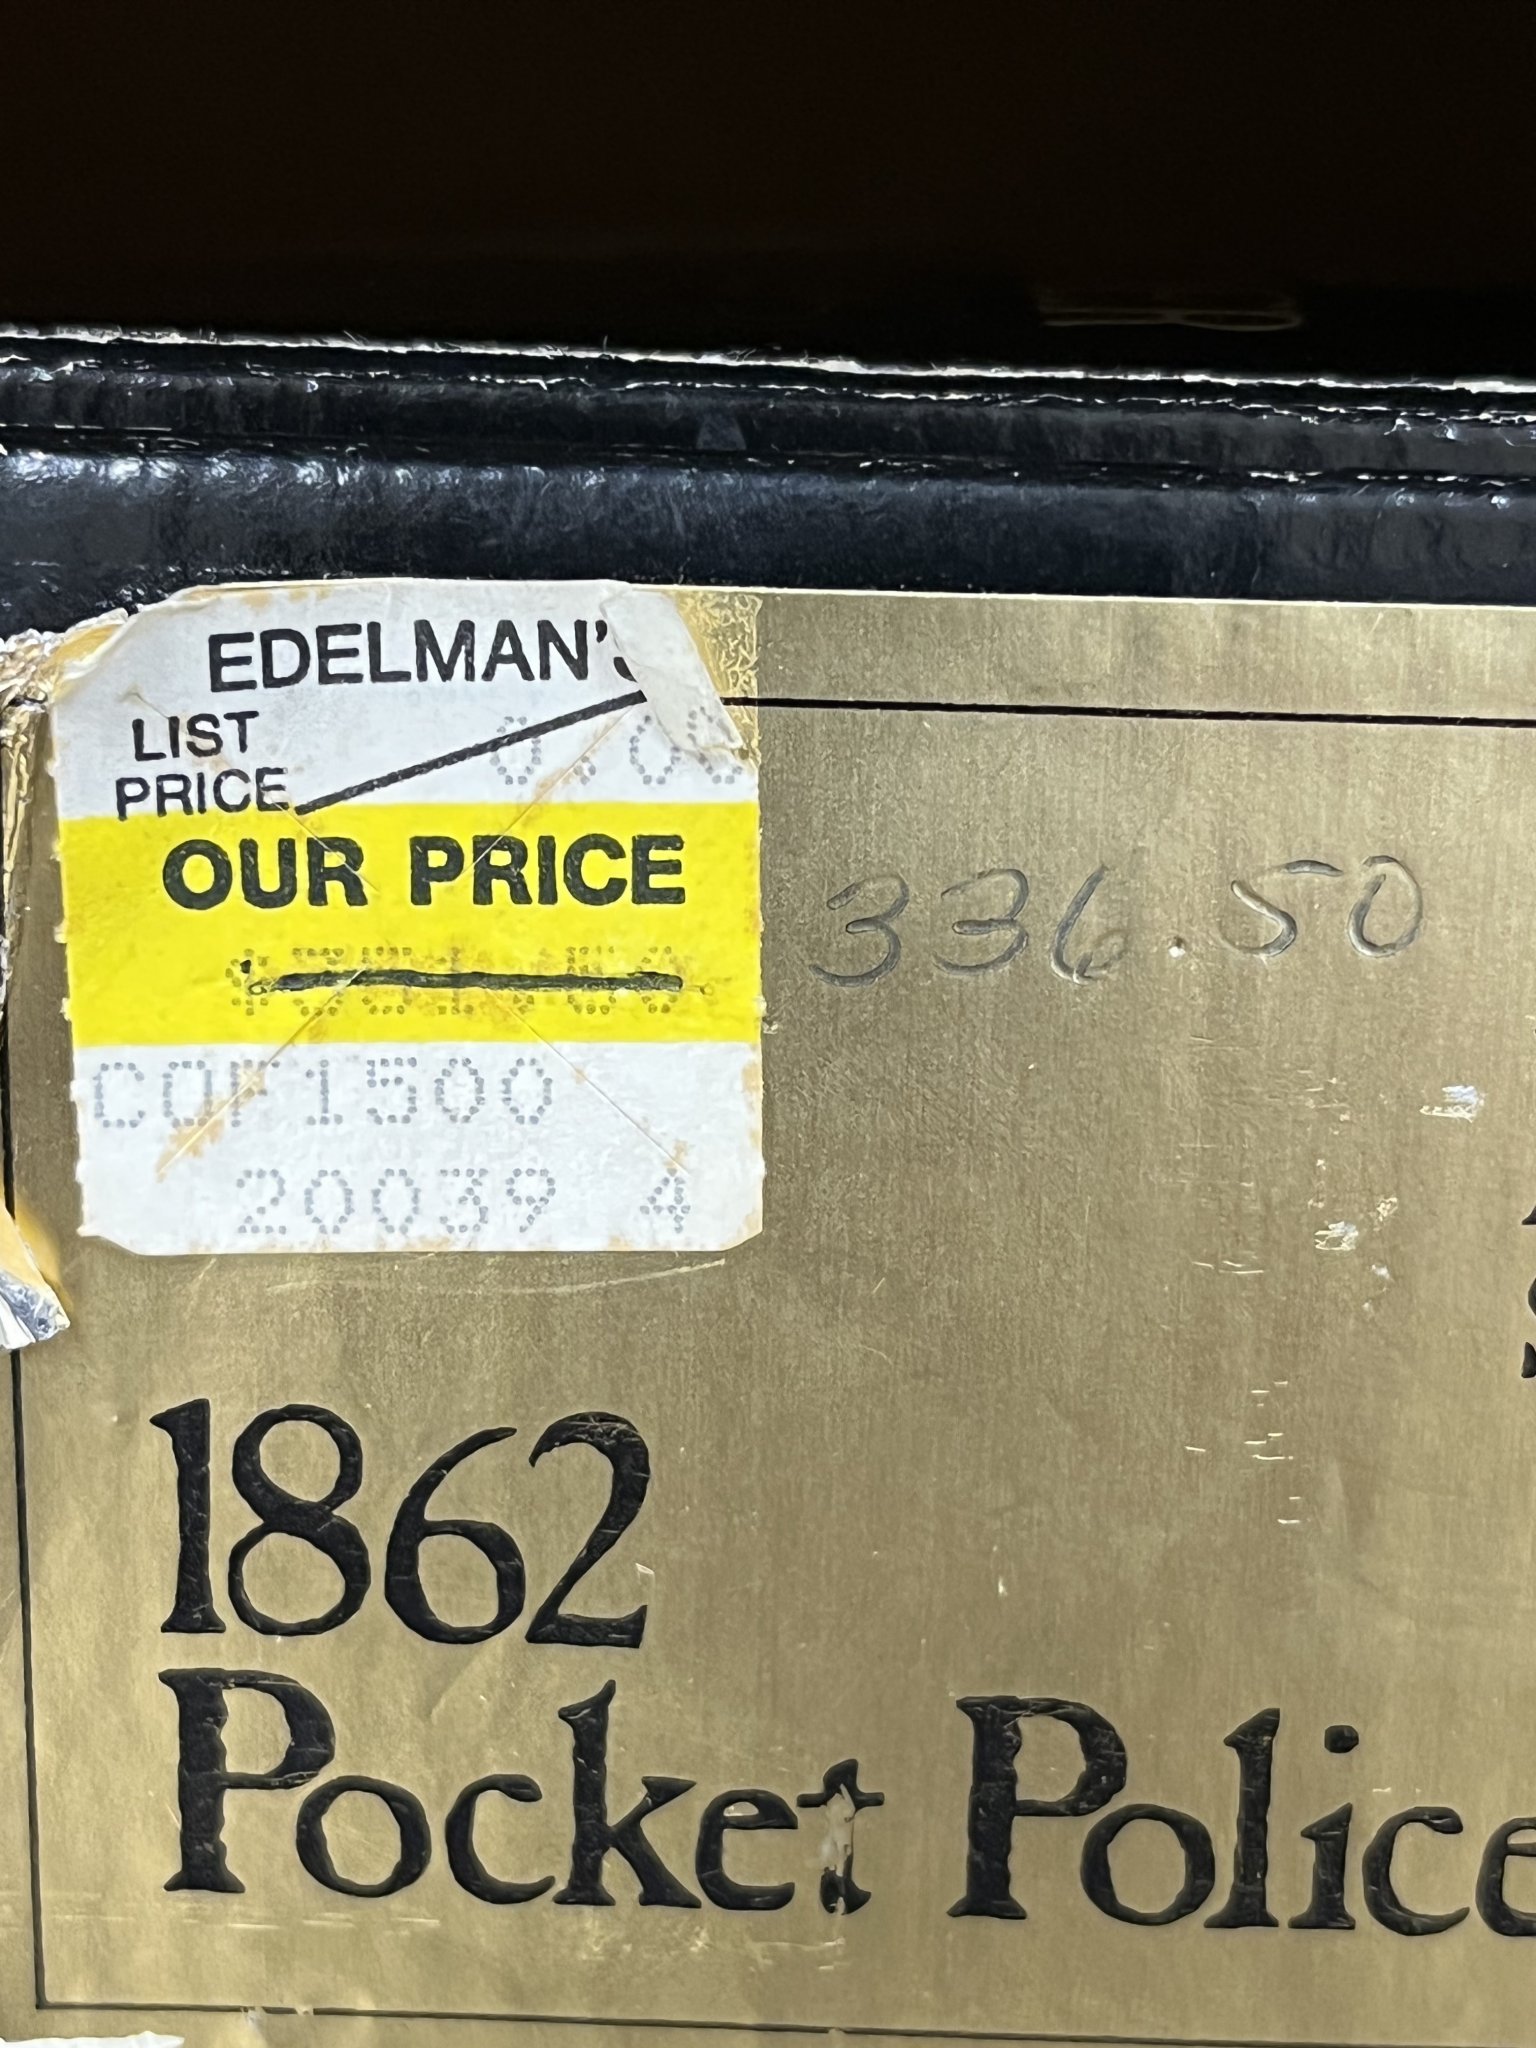 EDELMAN'S
LIST
PRICE
OUR PRICE
336.50
COF1500
20039 4
1862
Pocket Police